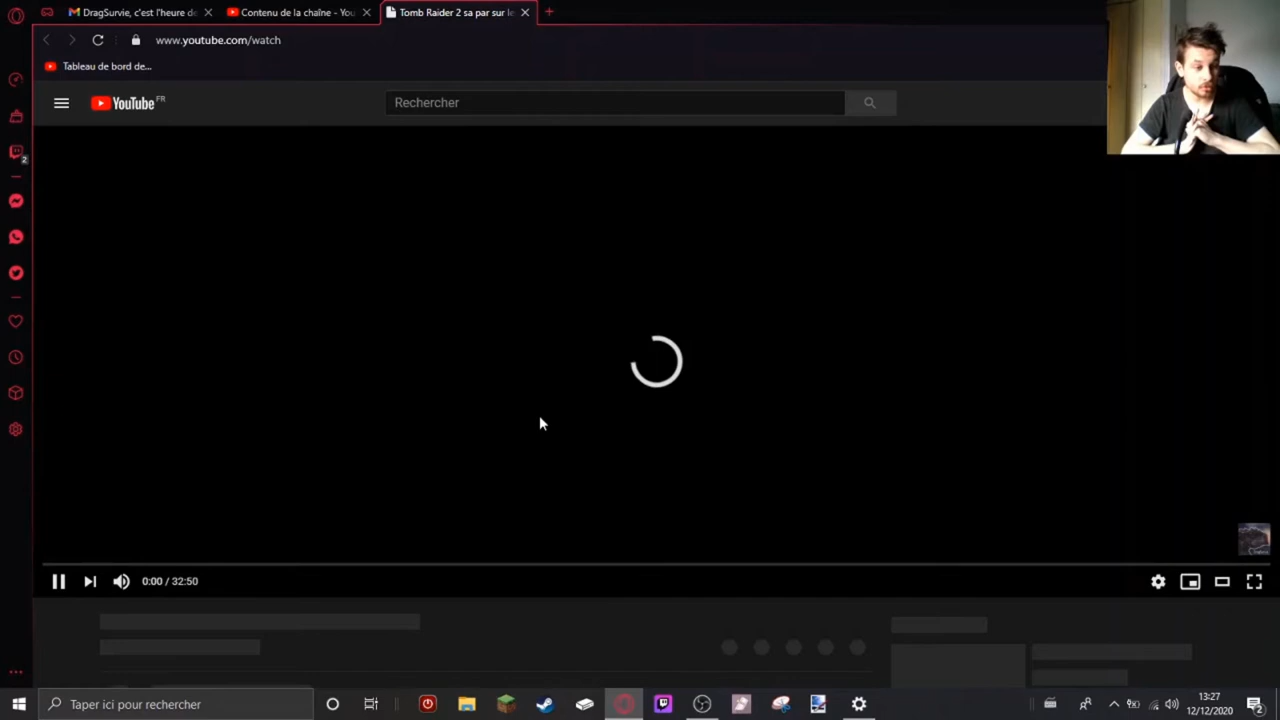 DragSurvie, c'est l'heure de
Contenu de la chaîne - You
Tomb Raider 2 sa par sur le
www.youtube.com/watch
Tableau de bord de...
YouTube FR
Rechercher
2
0:00 / 32:50
Taper ici pour rechercher
13:27
12/12/2020
2